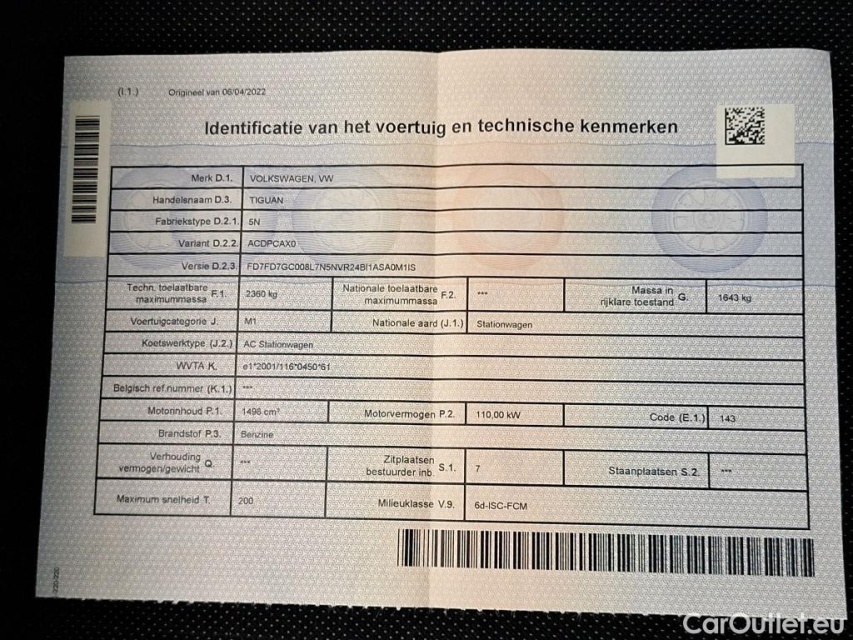 (I.1.) Origineel van 06/04/2022
Identificatie van het voertuig en technische kenmerken
Merk D.1. VOLKSWAGEN, VW
Handelsnaam D.3. TIGUAN
Fabriekstype D.2.1. 5N
Variant D.2.2. ACDPCAX0
Versie D.2.3. FD7FD7GC008L7N5NVR24BI1ASA0M1IS
Techn. toelaatbare maximummassa F.1. 2360 kg Nationale toelaatbare maximummassa F.2. *** Massa in rijklare toestand G. 1643 kg
Voertuigcategorie J. M1 Nationale aard (J.1.) Stationwagen
Koetswerktype (J.2.) AC Stationwagen
WVTA K. e1*2001/116*0450*61
Belgisch ref.nummer (K.1.) ***
Motorinhoud P.1. 1498 cm³ Motorvermogen P.2. 110,00 kW Code (E.1.) 143
Brandstof P.3. Benzine
Verhouding vermogen/gewicht Q. *** Zitplaatsen bestuurder inb. S.1. 7 Staanplaatsen S.2. ***
Maximum snelheid T. 200 Milieuklasse V.9. 6d-ISC-FCM
CarOutlet.eu